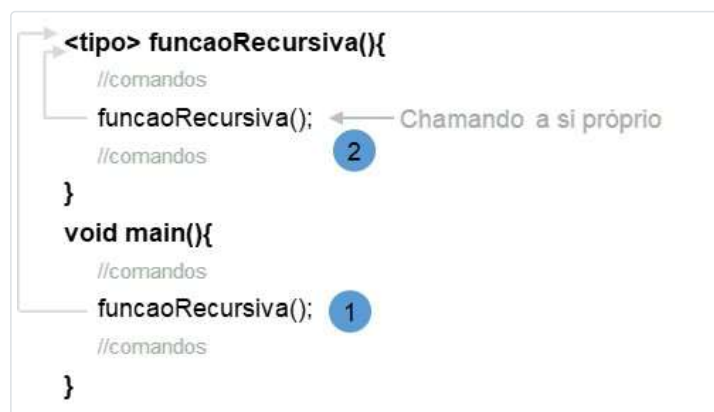 <tipo> funcaoRecursiva(){
//comandos
funcaoRecursiva(); Chamando a si próprio
//comandos 2
}
void main(){
//comandos
funcaoRecursiva(); 1
//comandos
}